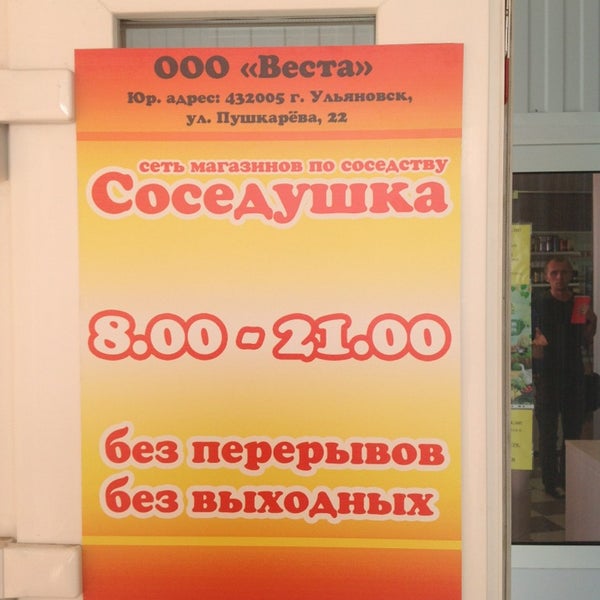 ООО «Веста»
Юр. адрес: 432005 г. Ульяновск,
ул. Пушкарёва, 22
сеть магазинов по соседству
Соседушка
8.00 - 21.00
без перерывов
без выходных